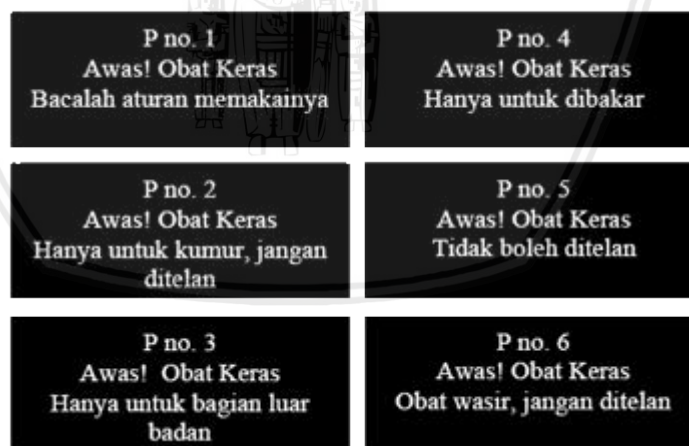 P no. 1
Awas! Obat Keras
Bacalah aturan memakainya
P no. 4
Awas! Obat Keras
Hanya untuk dibakar
P no. 2
Awas! Obat Keras
Hanya untuk kumur, jangan
ditelan
P no. 5
Awas! Obat Keras
Tidak boleh ditelan
P no. 3
Awas! Obat Keras
Hanya untuk bagian luar
badan
P no. 6
Awas! Obat Keras
Obat wasir, jangan ditelan